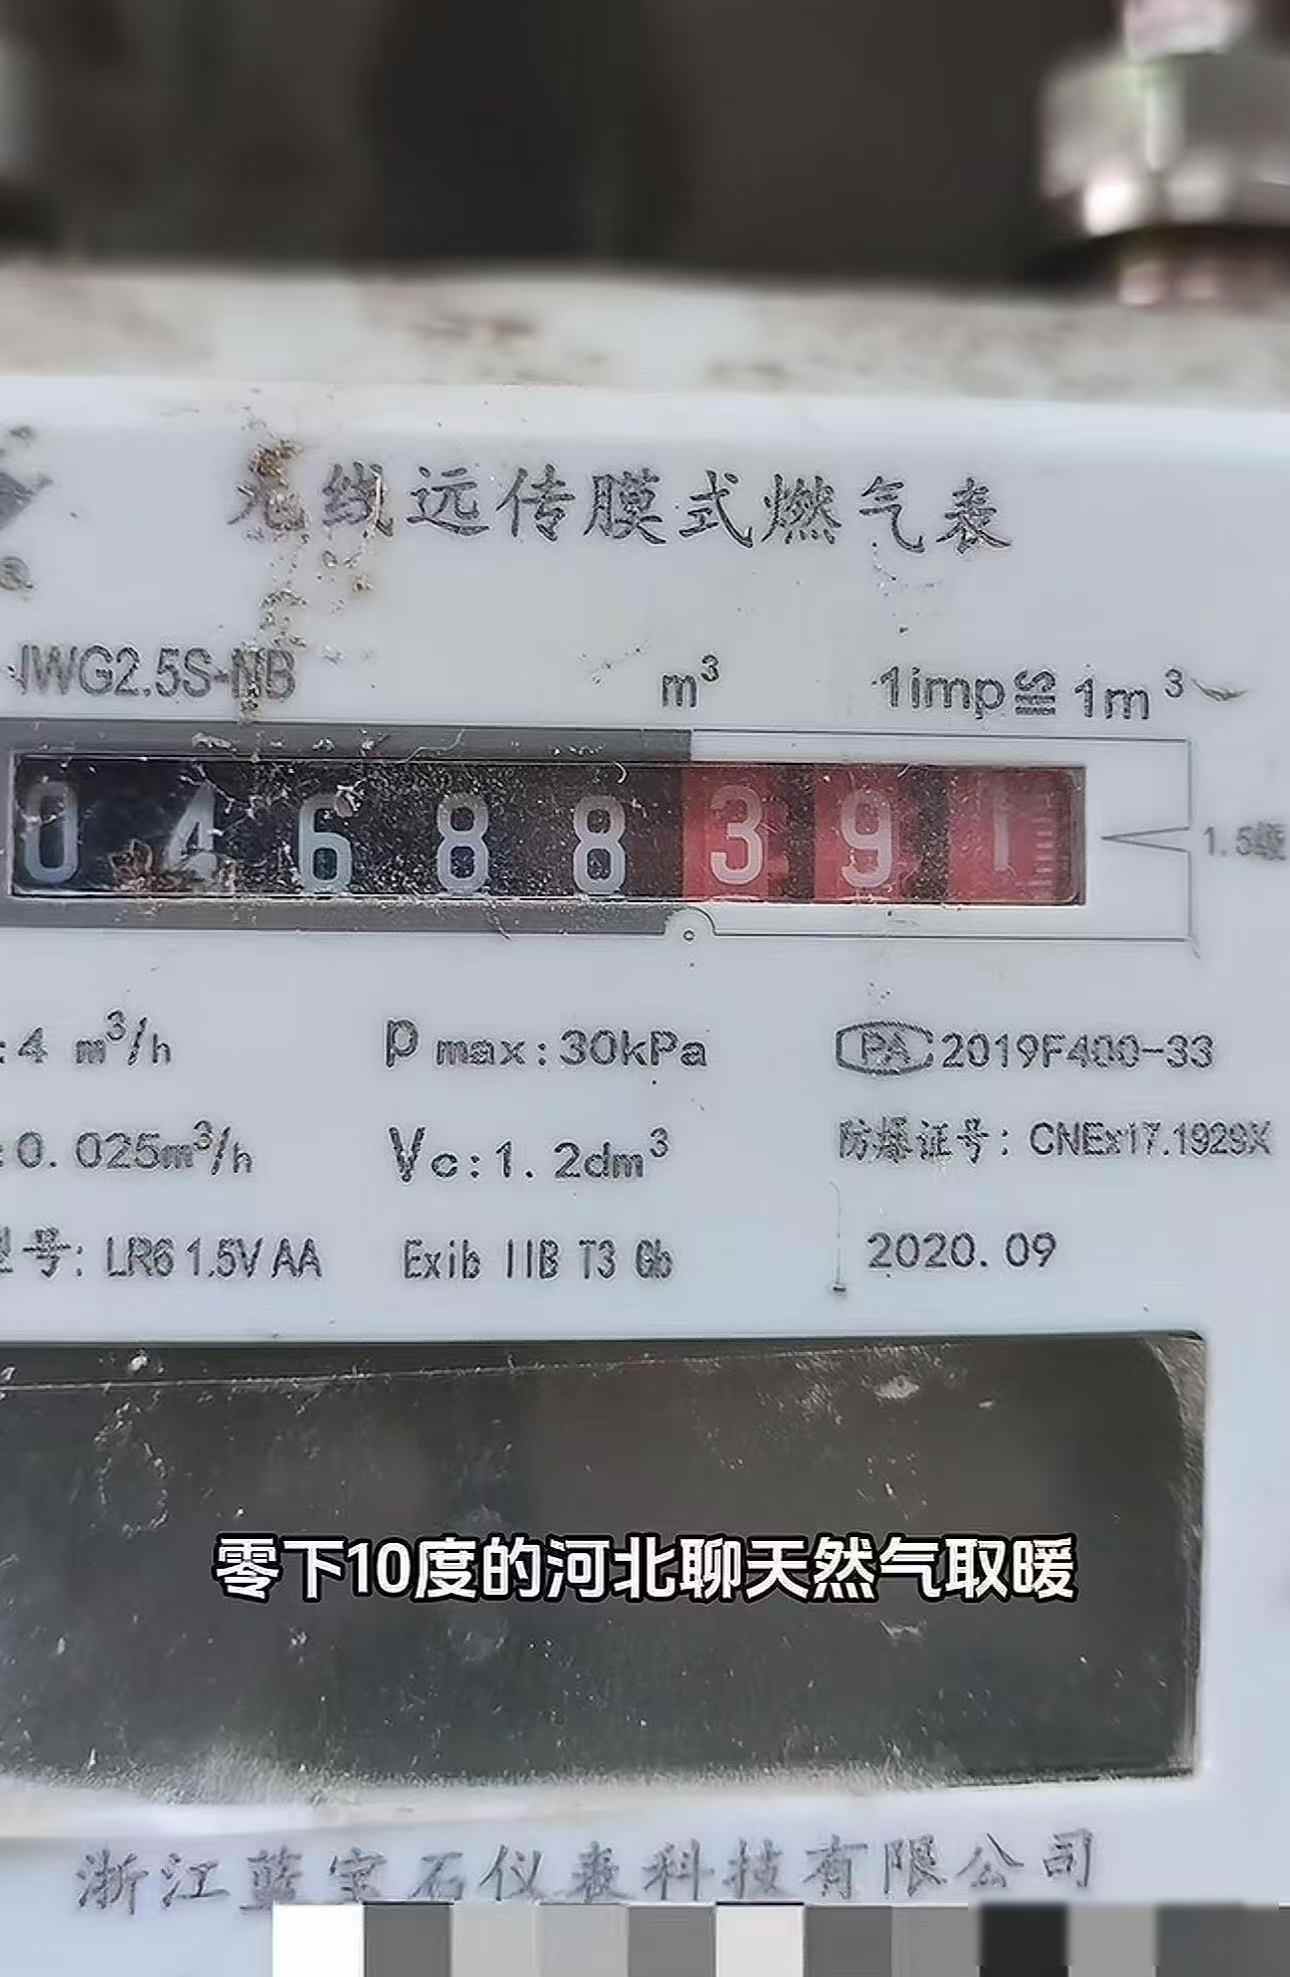 无线远传膜式燃气表
JWG2.5S-NB m³ 1imp≌1m³
0 4 6 8 8 3 9 1
1.5级
:4 m³/h
P max:30kPa
CPA 2019F400-33
:0.025m³/h
Vc:1.2dm³
防爆证号: CNEx17.1929X
型号: LR6 1.5V AA
Exib IIB T3 Gb
2020.09
零下10度的河北聊天然气取暖
浙江蓝宝石仪表科技有限公司